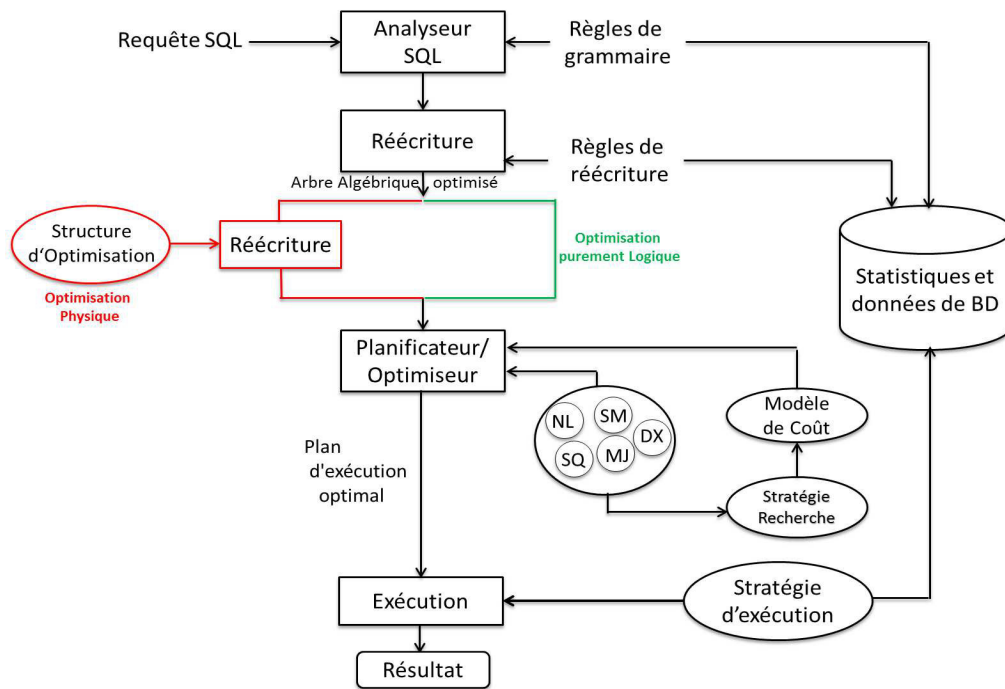 Requête SQL
Analyseur
SQL
Règles de
grammaire
Réécriture
Règles de
réécriture
Arbre Algébrique optimisé
Structure
d‘Optimisation
Réécriture
Optimisation
purement Logique
Optimisation
Physique
Statistiques et
données de BD
Planificateur/
Optimiseur
NL
SM
DX
SQ
MJ
Modèle
de Coût
Plan
d'exécution
optimal
Stratégie
Recherche
Exécution
Stratégie
d’exécution
Résultat